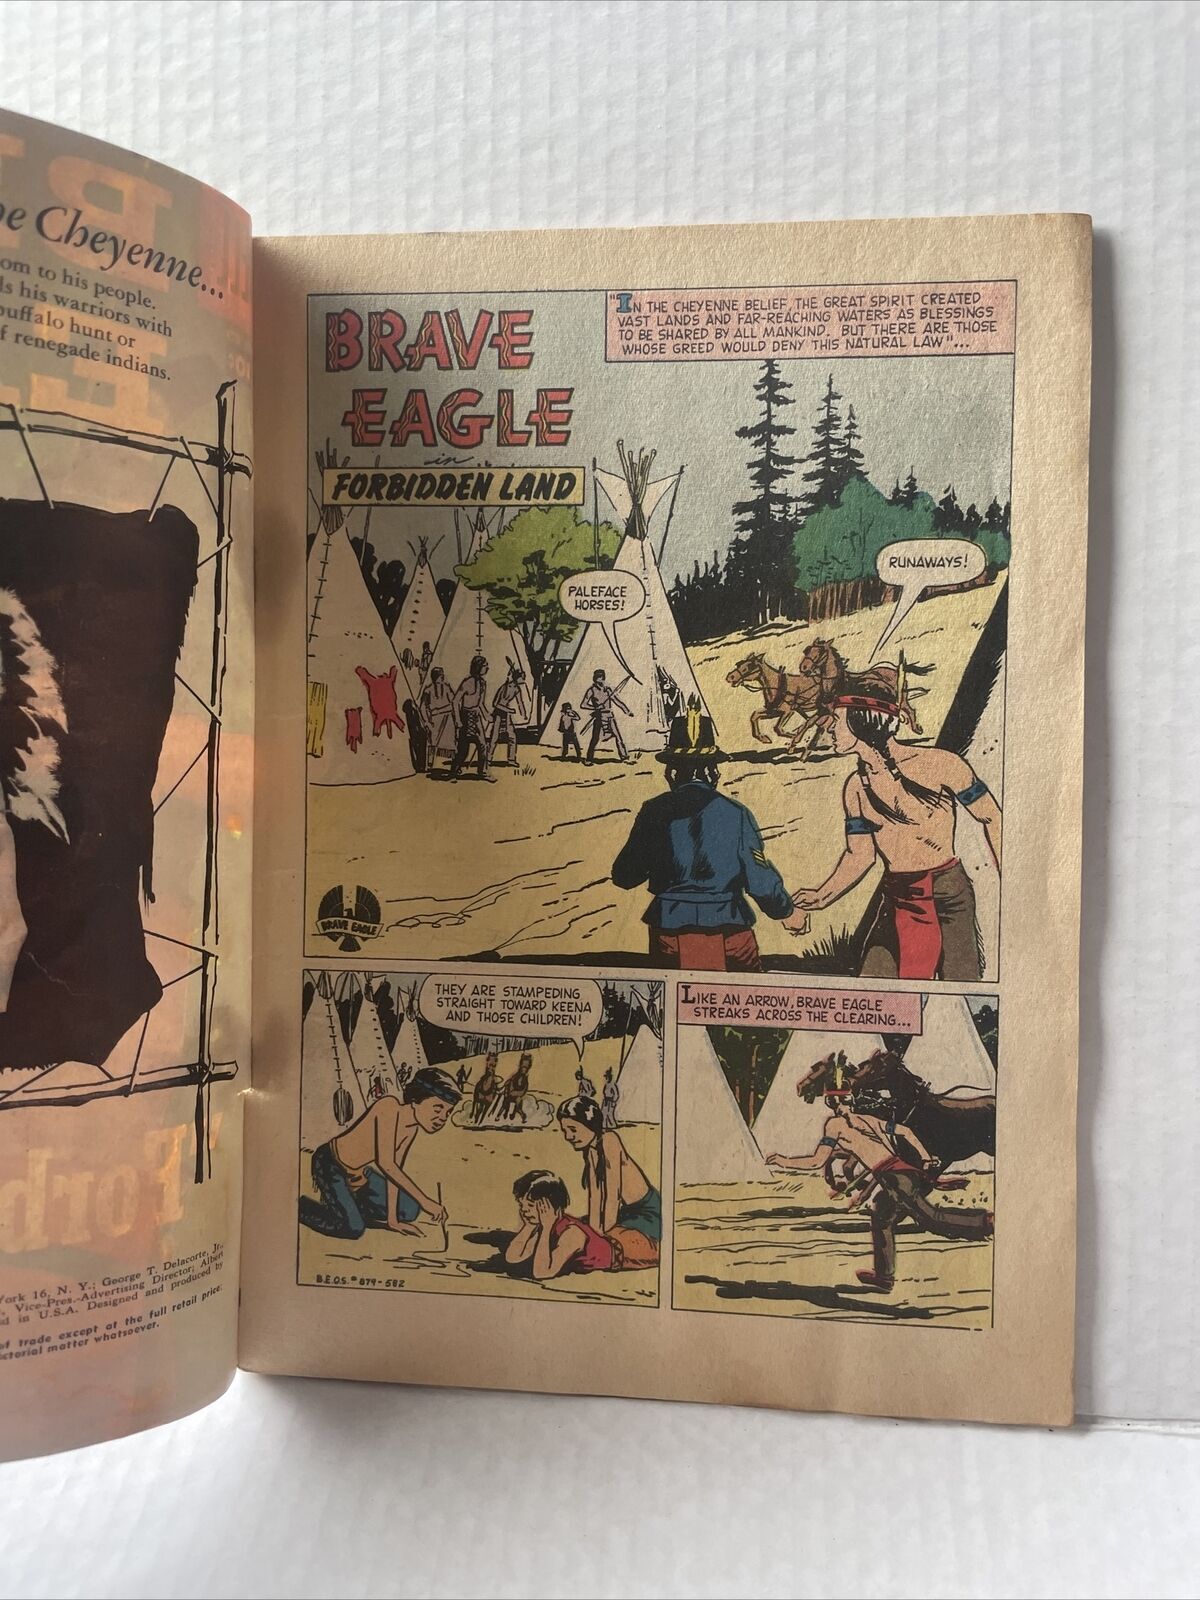 be Cheyenne...
om to his people.
ls his warriors with
buffalo hunt or
f renegade indians.
York 16, N. Y.; George T. Delacorte, Jr.,
Vice-Pres.-Advertising Director; Albert
d in U.S.A. Designed and produced by
of trade except at the full retail price;
ctorial matter whatsoever.
BRAVE
EAGLE
in
FORBIDDEN LAND
"IN THE CHEYENNE BELIEF, THE GREAT SPIRIT CREATED
VAST LANDS AND FAR-REACHING WATERS AS BLESSINGS
TO BE SHARED BY ALL MANKIND. BUT THERE ARE THOSE
WHOSE GREED WOULD DENY THIS NATURAL LAW"...
PALEFACE
HORSES!
RUNAWAYS!
BRAVE EAGLE
THEY ARE STAMPEDING
STRAIGHT TOWARD KEENA
AND THOSE CHILDREN!
B.E.O.S. #879-582
LIKE AN ARROW, BRAVE EAGLE
STREAKS ACROSS THE CLEARING...